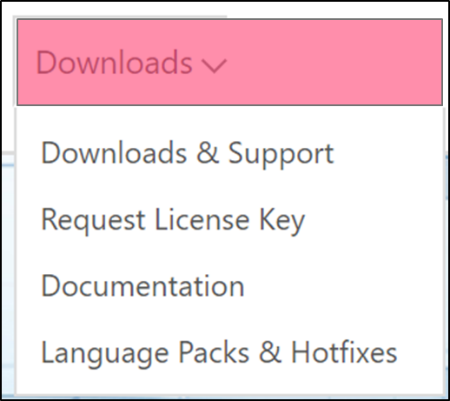 Downloads
Downloads & Support
Request License Key
Documentation
Language Packs & Hotfixes